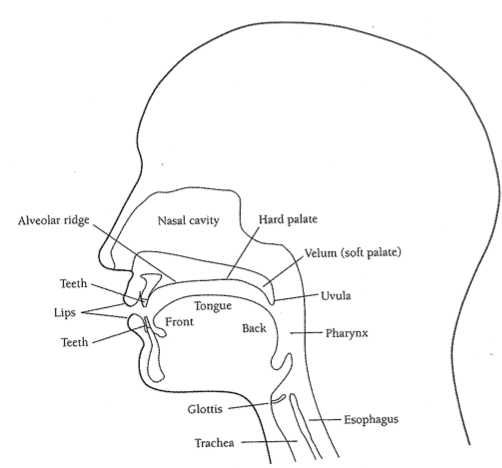 Alveolar ridge
Nasal cavity
Hard palate
Velum (soft palate)
Teeth
Uvula
Lips
Tongue
Front
Back
Pharynx
Teeth
Glottis
Esophagus
Trachea